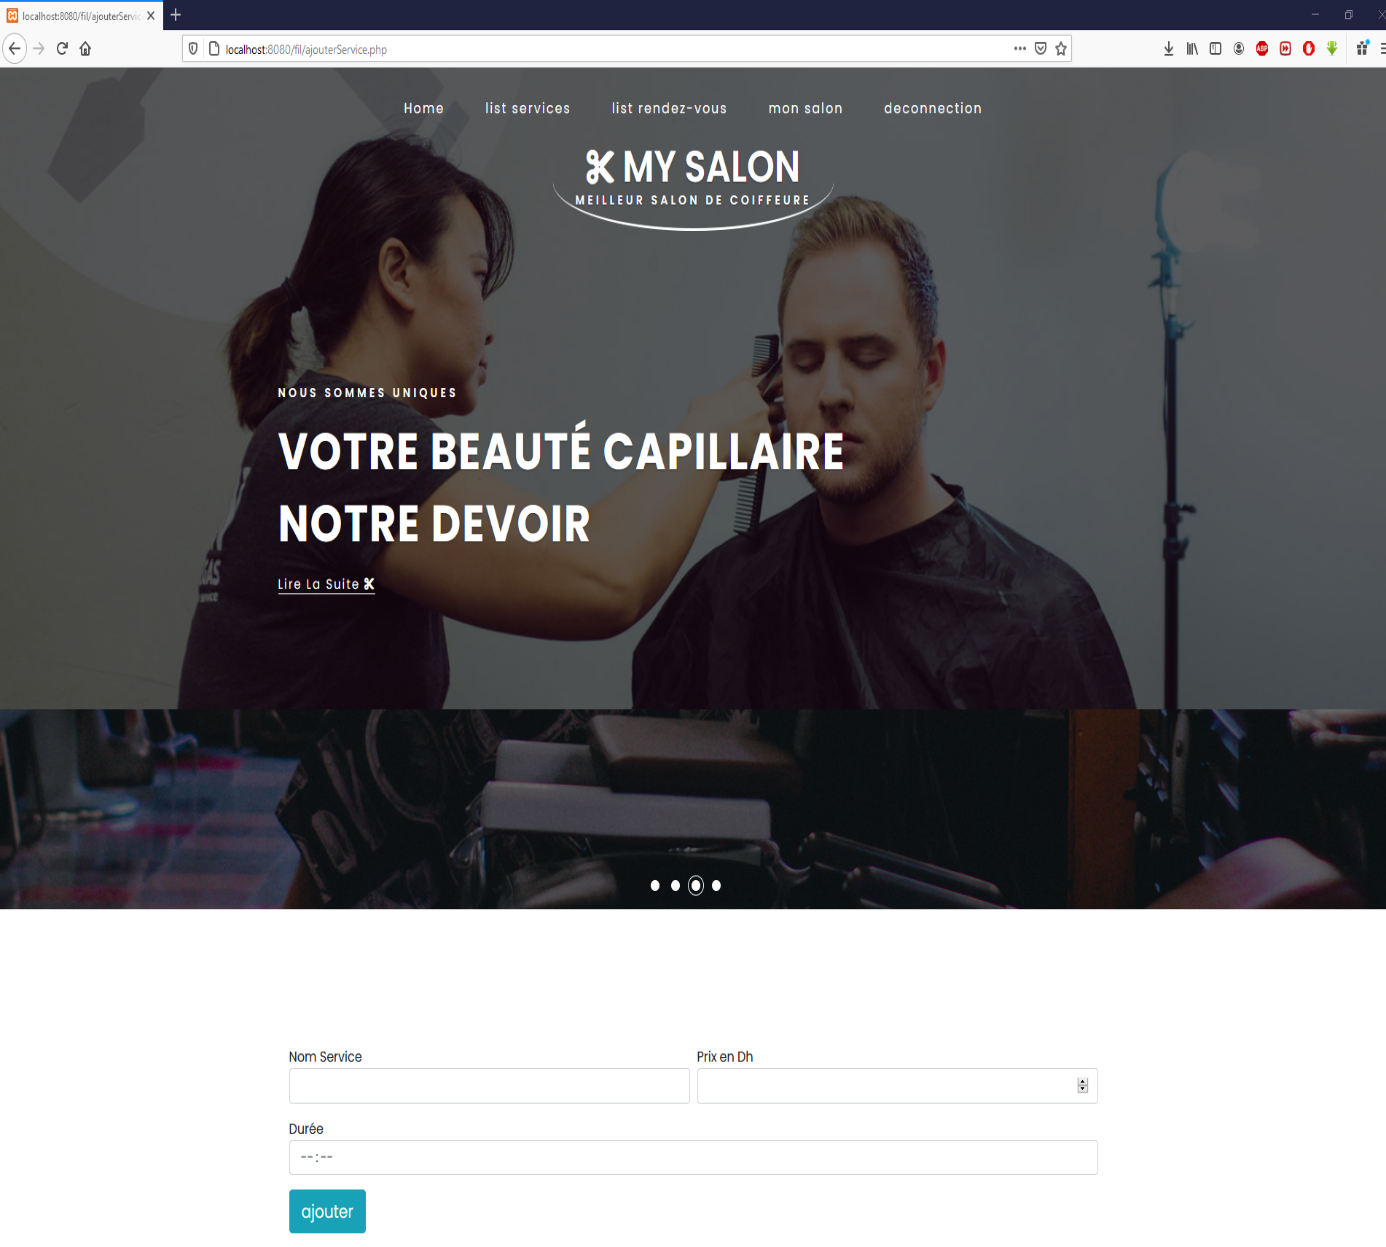 localhost:8080/fil/ajouterServic
localhost:8080/fil/ajouterService.php
ABP
Home list services list rendez-vous mon salon deconnection
MY SALON
MEILLEUR SALON DE COIFFEURE
NOUS SOMMES UNIQUES
VOTRE BEAUTÉ CAPILLAIRE
NOTRE DEVOIR
Lire La Suite
Nom Service Prix en Dh
Durée
--:--
ajouter